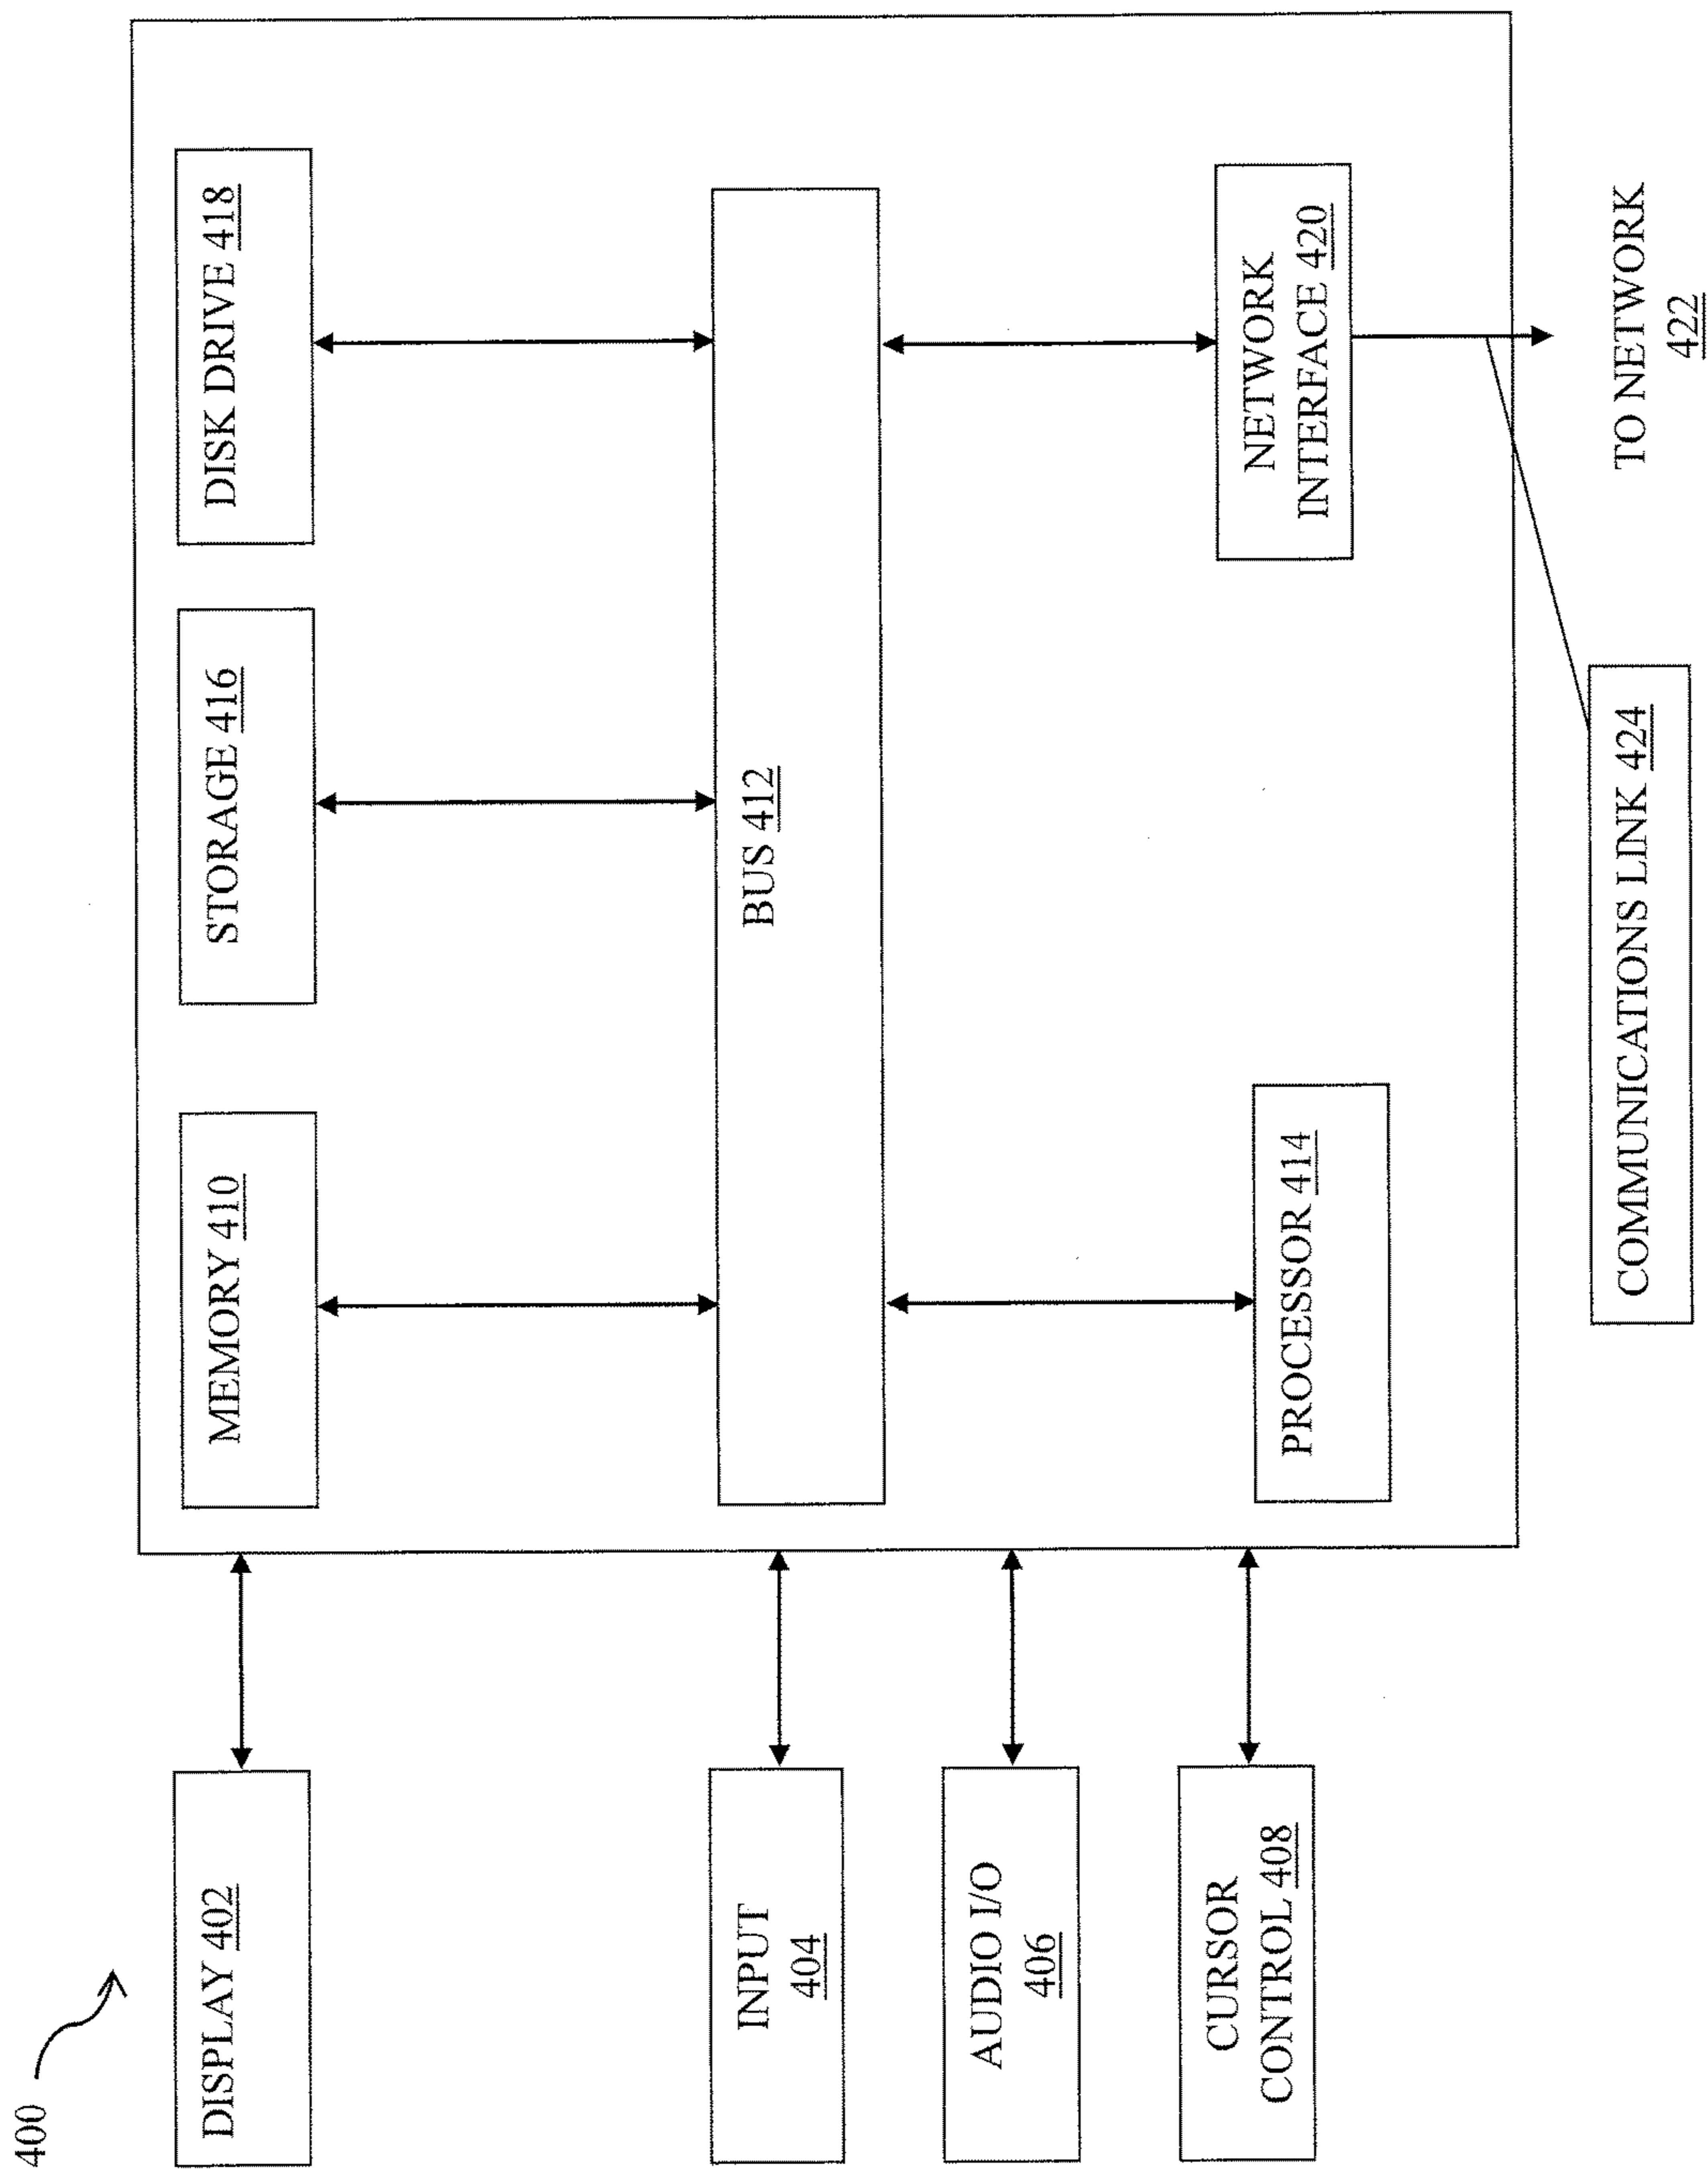 400
DISPLAY 402
MEMORY 410
STORAGE 416
DISK DRIVE 418
INPUT
404
BUS 412
AUDIO I/O
406
CURSOR
CONTROL 408
PROCESSOR 414
NETWORK
INTERFACE 420
COMMUNICATIONS LINK 424
TO NETWORK
422